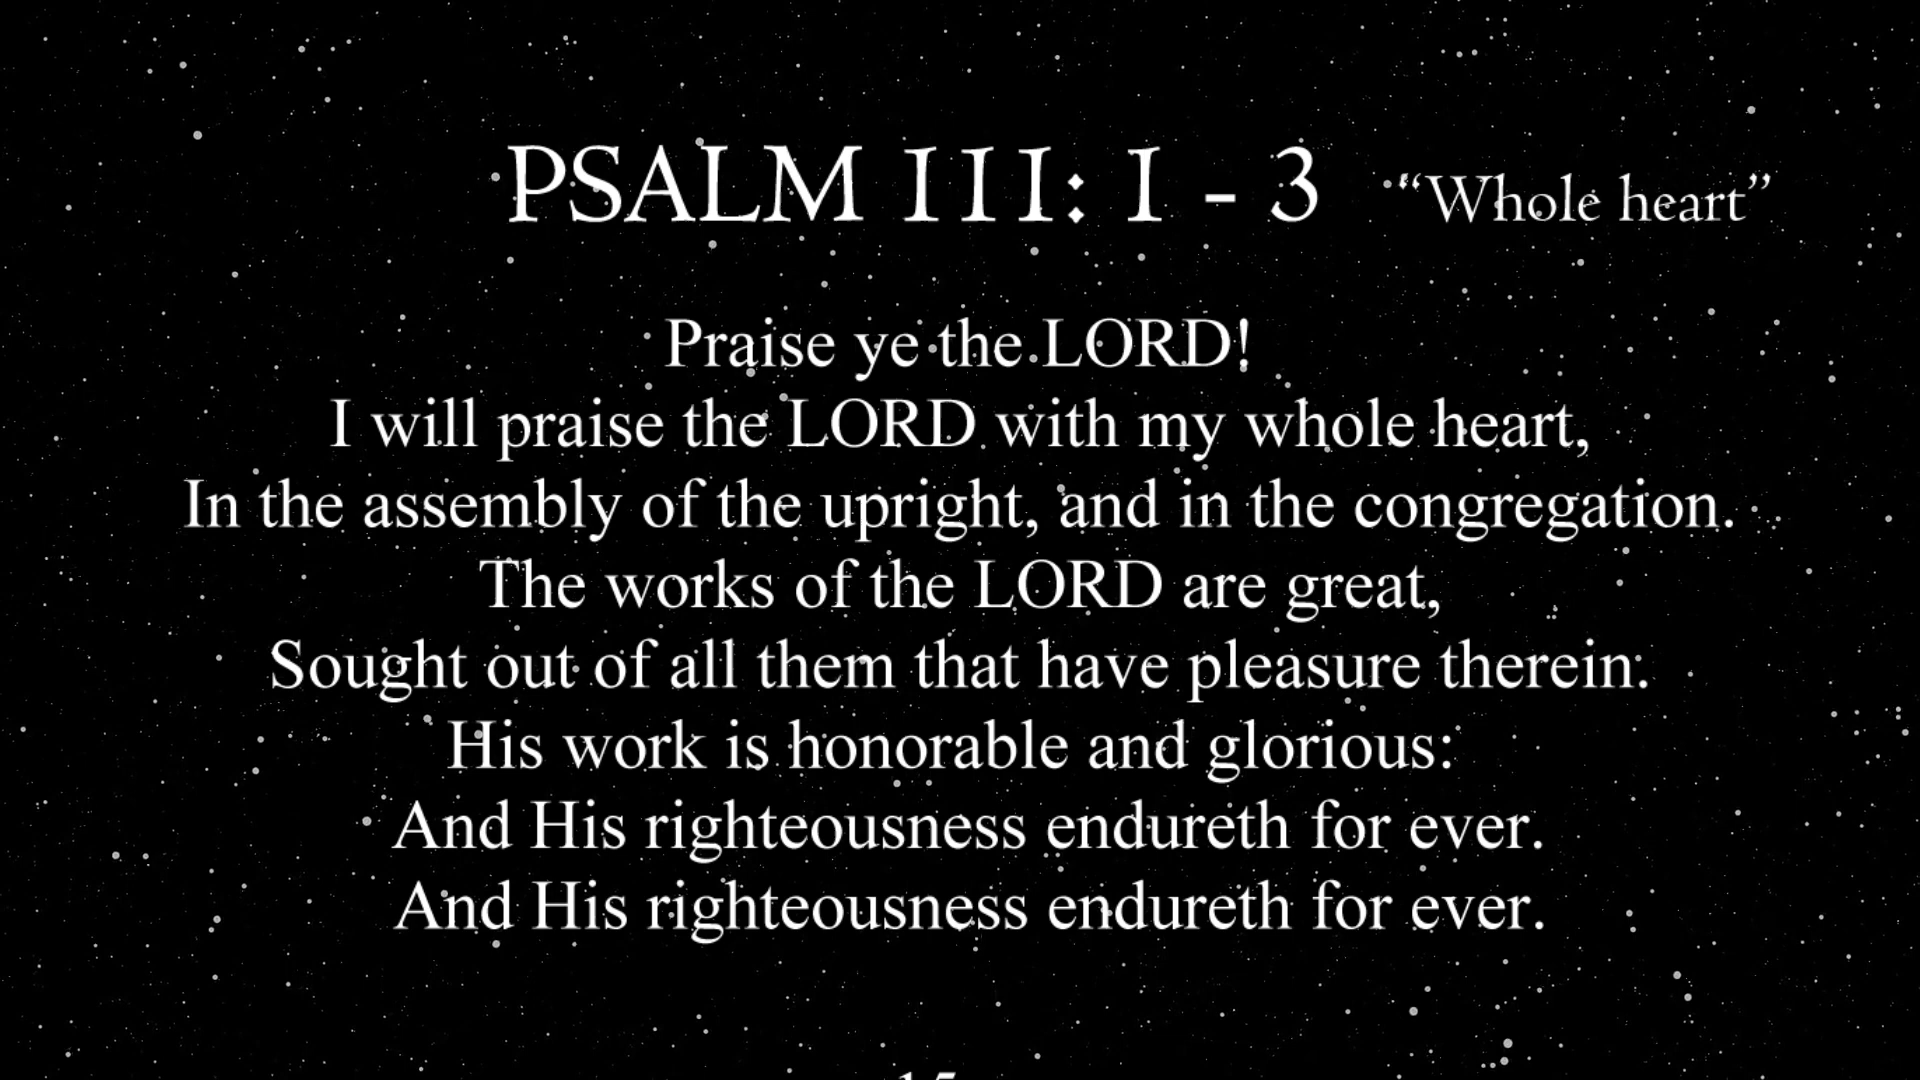 PSALM 111: 1 - 3 “Whole heart”
Praise ye the LORD!
I will praise the LORD with my whole heart,
In the assembly of the upright, and in the congregation.
The works of the LORD are great,
Sought out of all them that have pleasure therein:
His work is honorable and glorious:
And His righteousness endureth for ever.
And His righteousness endureth for ever.